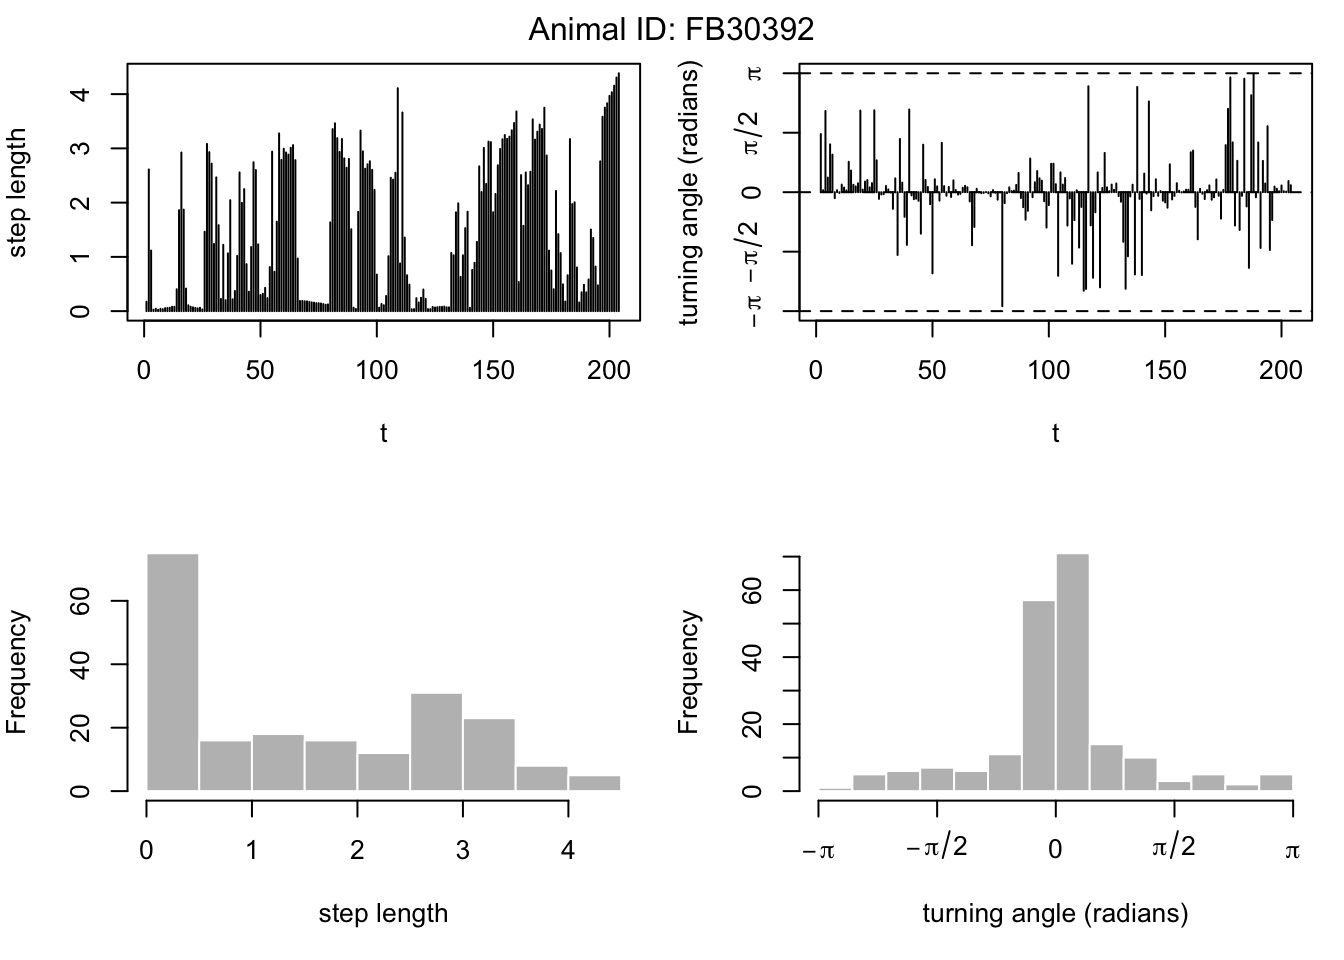 Animal ID: FB30392
step length
0 1 2 3 4
0 50 100 150 200
t
turning angle (radians)
−π −π/2 0 π/2 π
0 50 100 150 200
t
Frequency
0 20 40 60
0 1 2 3 4
step length
Frequency
0 20 40 60
−π −π/2 0 π/2 π
turning angle (radians)